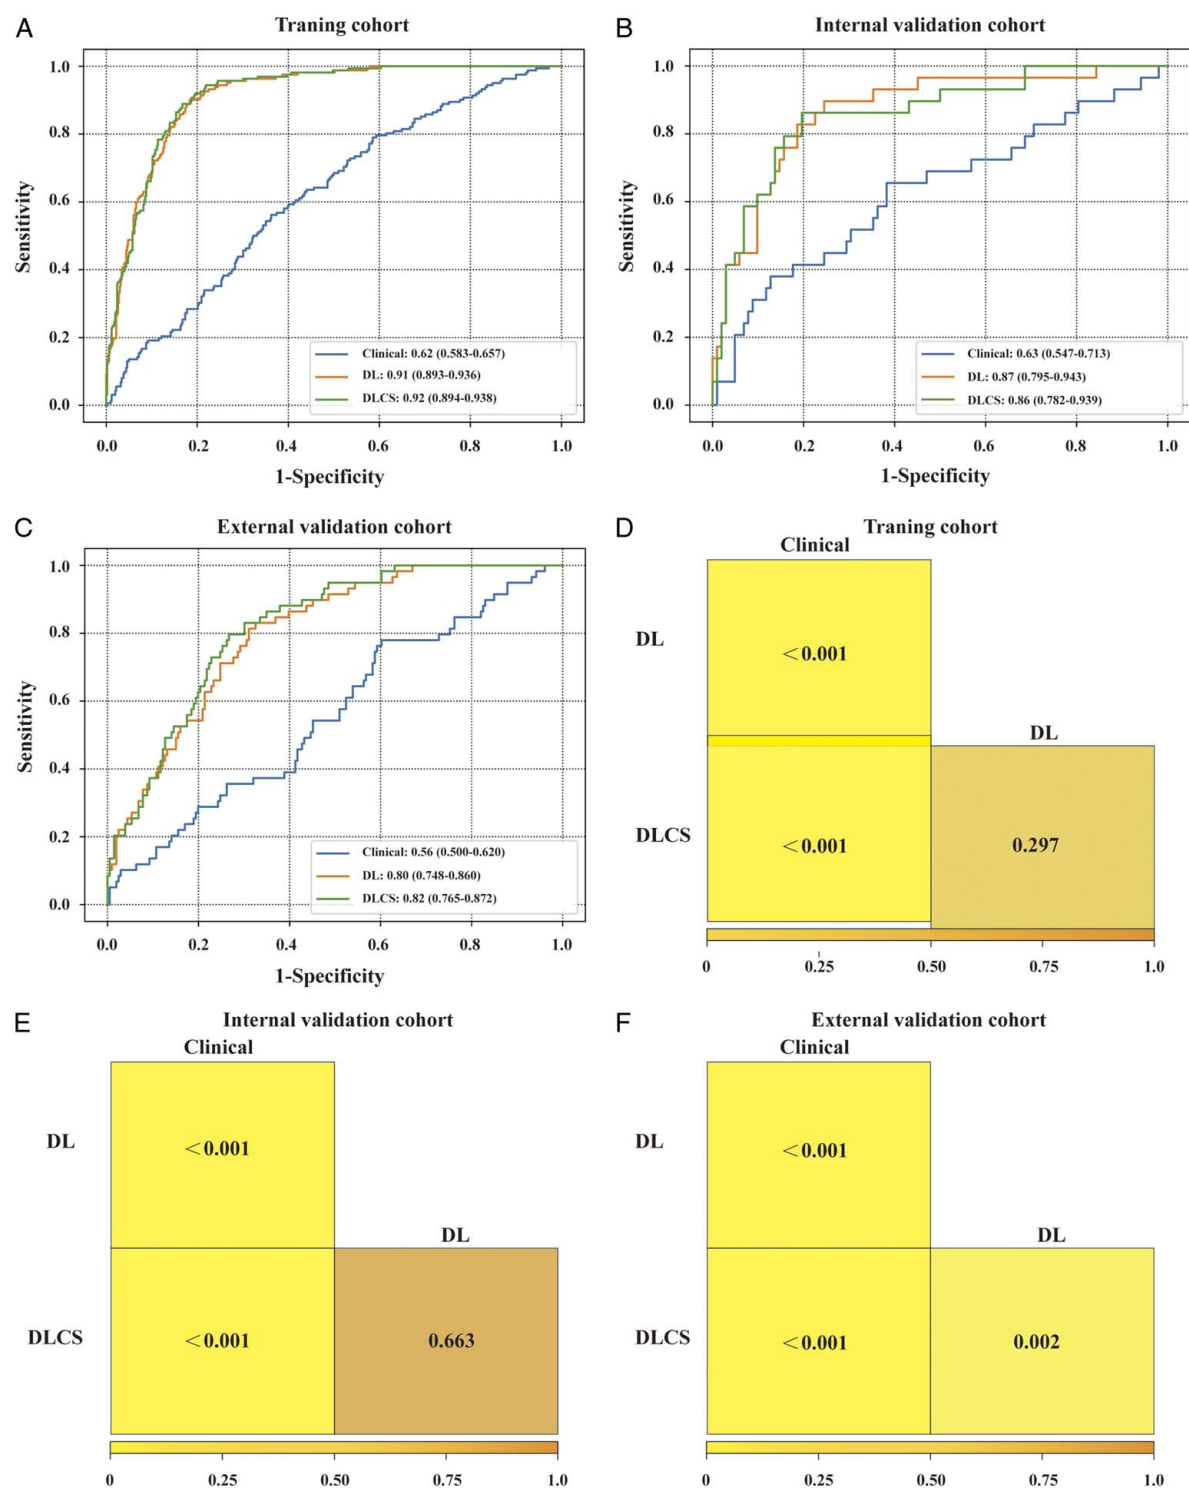 A
Traning cohort
1.0
0.8
0.6
0.4
0.2
0.0
Sensitivity
Clinical: 0.62 (0.583-0.657)
DL: 0.91 (0.893-0.936)
DLCS: 0.92 (0.894-0.938)
0.0 0.2 0.4 0.6 0.8 1.0
1-Specificity
B
Internal validation cohort
1.0
0.8
0.6
0.4
0.2
0.0
Sensitivity
Clinical: 0.63 (0.547-0.713)
DL: 0.87 (0.795-0.943)
DLCS: 0.86 (0.782-0.939)
0.0 0.2 0.4 0.6 0.8 1.0
1-Specificity
C
External validation cohort
1.0
0.8
0.6
0.4
0.2
0.0
Sensitivity
Clinical: 0.56 (0.500-0.620)
DL: 0.80 (0.748-0.860)
DLCS: 0.82 (0.765-0.872)
0.0 0.2 0.4 0.6 0.8 1.0
1-Specificity
D
Traning cohort
Clinical
DL
<0.001
DL
DLCS
<0.001
0.297
0 0.25 0.50 0.75 1.0
E
Internal validation cohort
Clinical
DL
<0.001
DL
DLCS
<0.001
0.663
0 0.25 0.50 0.75 1.0
F
External validation cohort
Clinical
DL
<0.001
DL
DLCS
<0.001
0.002
0 0.25 0.50 0.75 1.0